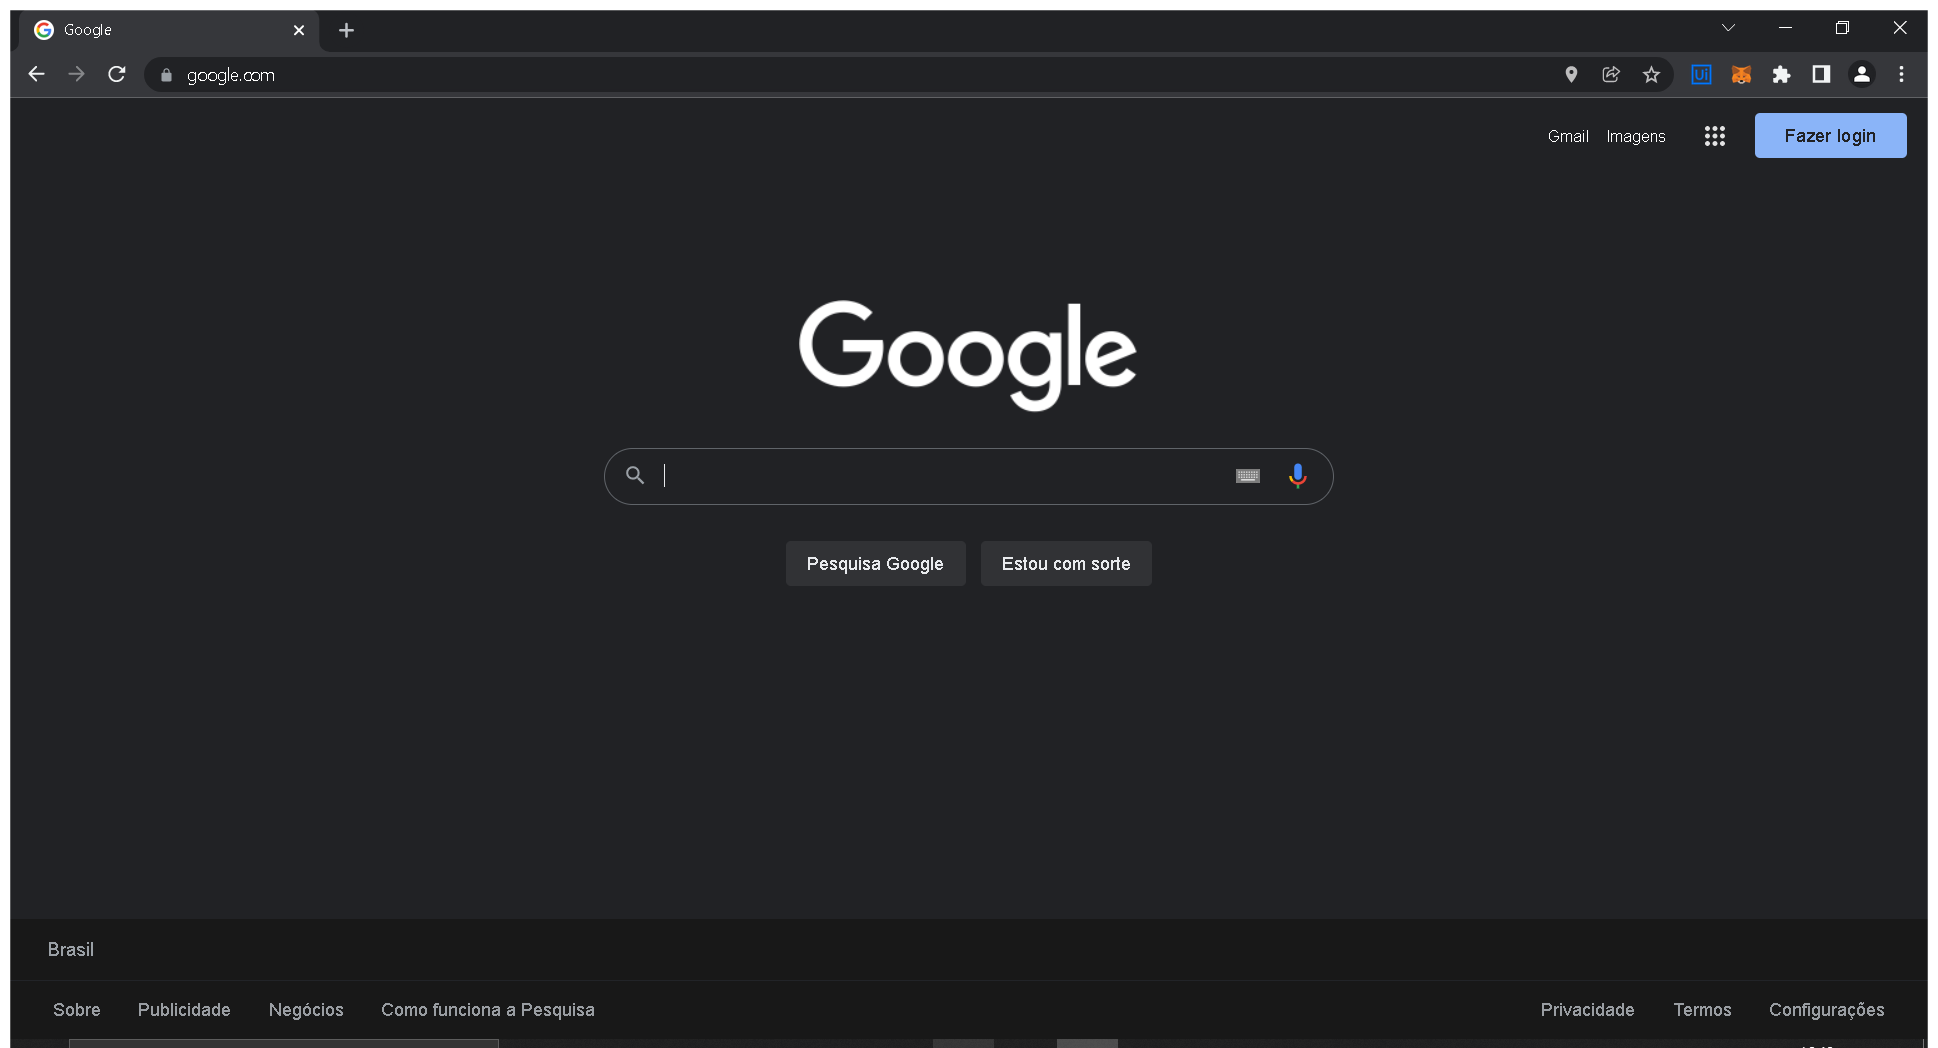 Google
google.com
Ui
Gmail Imagens Fazer login
Google
Pesquisa Google Estou com sorte
Brasil
Sobre Publicidade Negócios Como funciona a Pesquisa Privacidade Termos Configurações